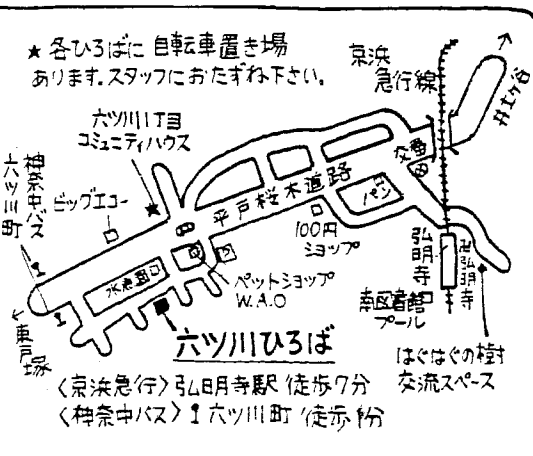 ★各ひろばに自転車置き場
あります。スタッフにおたずね下さい。
京浜
急行線
井土ヶ谷
六ツ川1丁目
コミュニティハウス
神奈中バス
六ツ川町
ビッグエコー
平戸桜木道路
交番
パン
100円
ショップ
弘明寺
卍弘明寺
水道園
ペットショップ
W.A.O
南図書館
プール
東戸塚
六ツ川ひろば
はぐはぐの樹
交流スペース
〈京浜急行〉弘明寺駅 徒歩7分
〈神奈中バス〉六ツ川町 徒歩1分